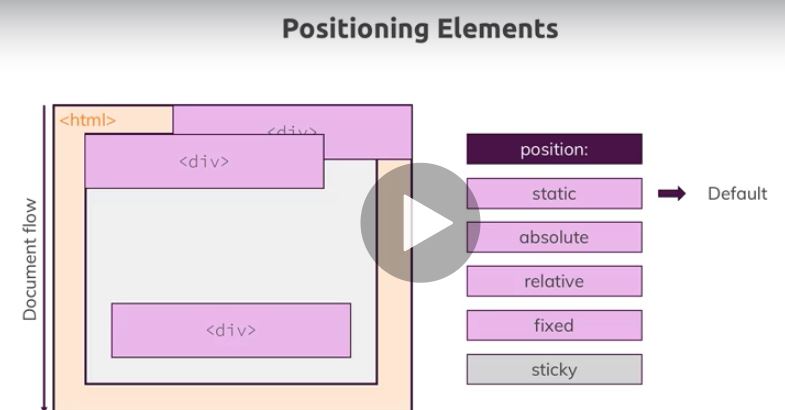 Positioning Elements
<html>
<div>
<div>
<div>
Document flow
position:
static
Default
absolute
relative
fixed
sticky